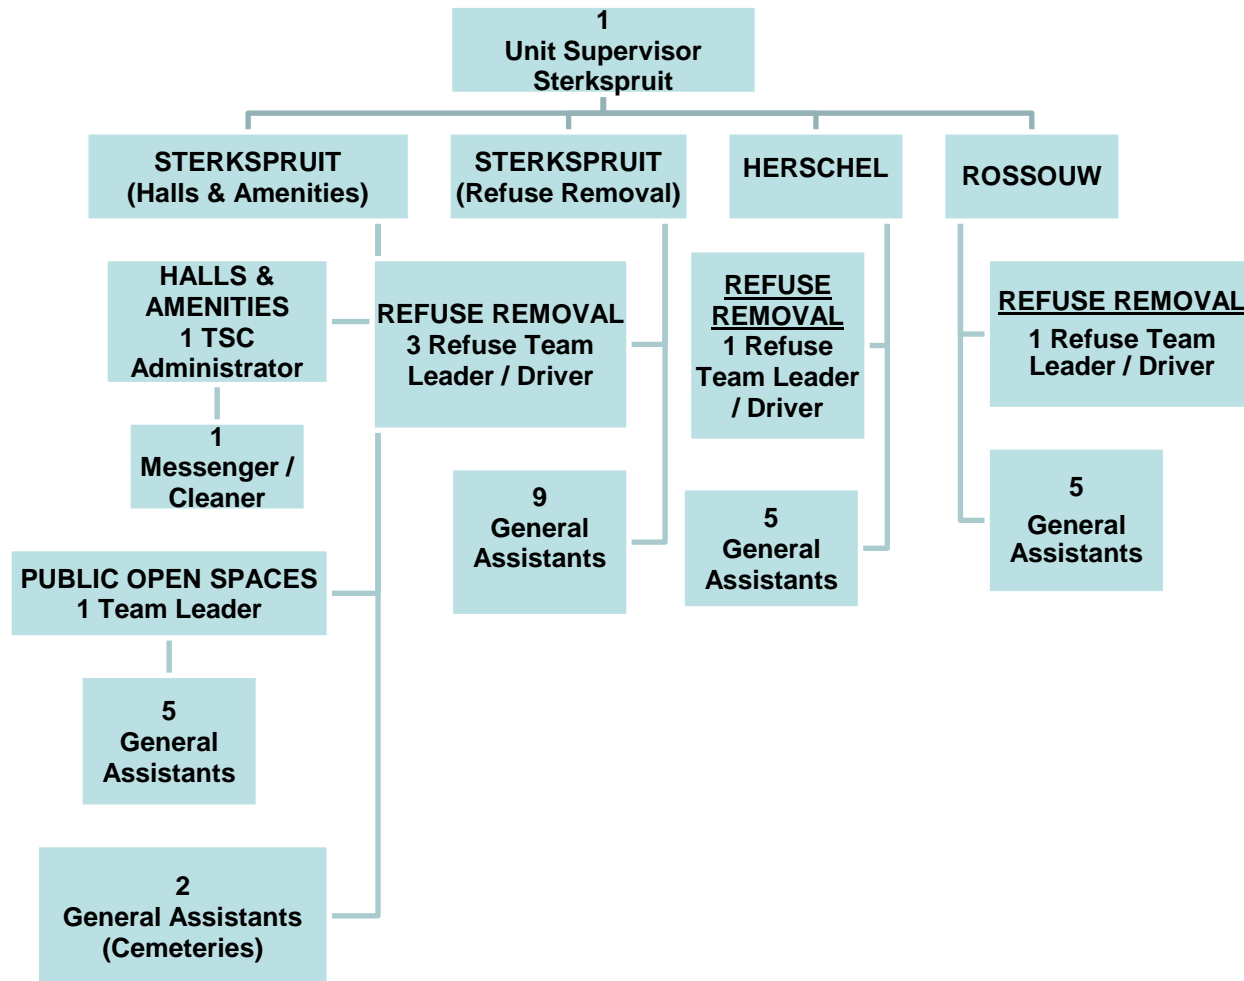 1
Unit Supervisor
Sterkspruit
STERKSPRUIT
(Halls & Amenities)
STERKSPRUIT
(Refuse Removal)
HERSCHEL
ROSSOUW
HALLS &
AMENITIES
1 TSC
Administrator
REFUSE REMOVAL
3 Refuse Team
Leader / Driver
REFUSE
REMOVAL
1 Refuse
Team Leader
/ Driver
REFUSE REMOVAL
1 Refuse Team
Leader / Driver
1
Messenger /
Cleaner
9
General
Assistants
5
General
Assistants
5
General
Assistants
PUBLIC OPEN SPACES
1 Team Leader
5
General
Assistants
2
General Assistants
(Cemeteries)